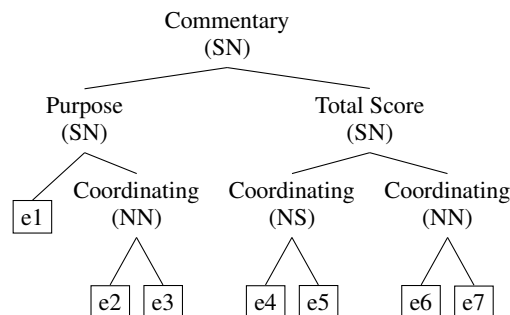 Commentary
(SN)
Purpose
(SN)
Total Score
(SN)
e1
Coordinating
(NN)
Coordinating
(NS)
Coordinating
(NN)
e2 e3 e4 e5 e6 e7